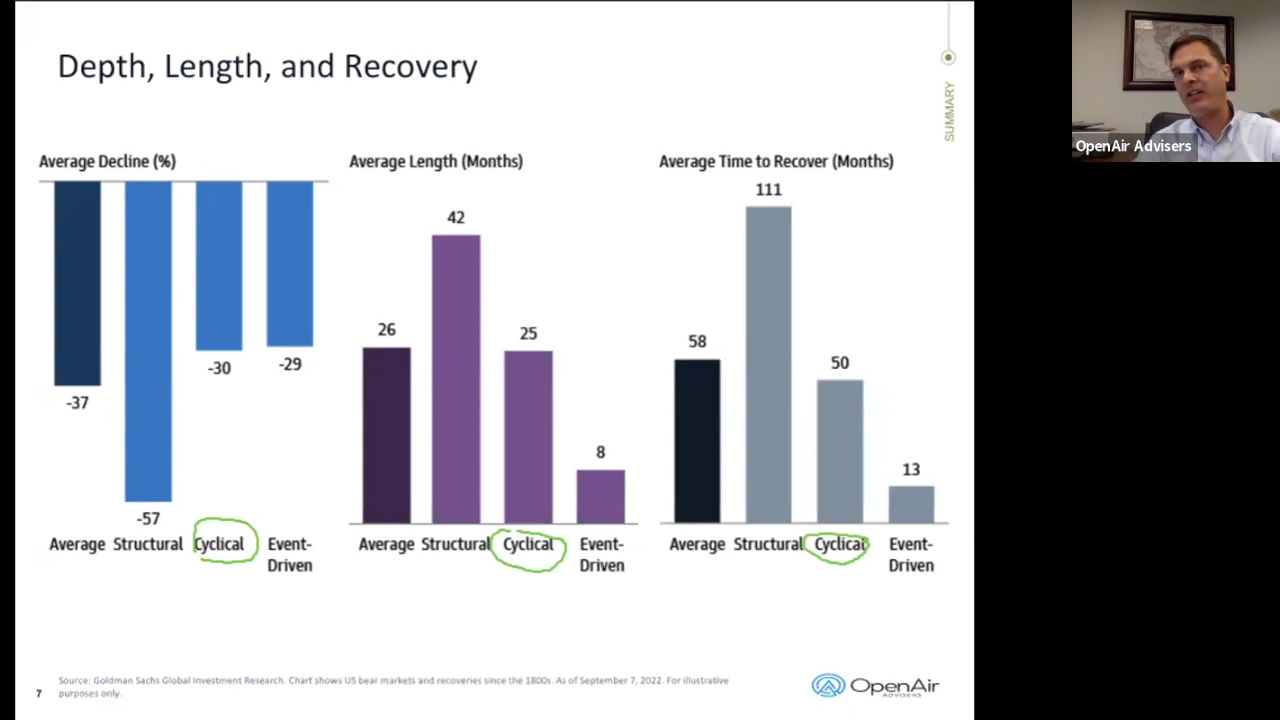 Depth, Length, and Recovery
SUMMARY
OpenAir Advisers
Average Decline (%)
-37
-57
-30
-29
Average Structural Cyclical Event-
Driven
Average Length (Months)
26
42
25
8
Average Structural Cyclical Event-
Driven
Average Time to Recover (Months)
58
111
50
13
Average Structural Cyclical Event-
Driven
7
Source: Goldman Sachs Global Investment Research. Chart shows US bear markets and recoveries since the 1800s. As of September 7, 2022. For illustrative
purposes only.
OpenAir
ADVISERS